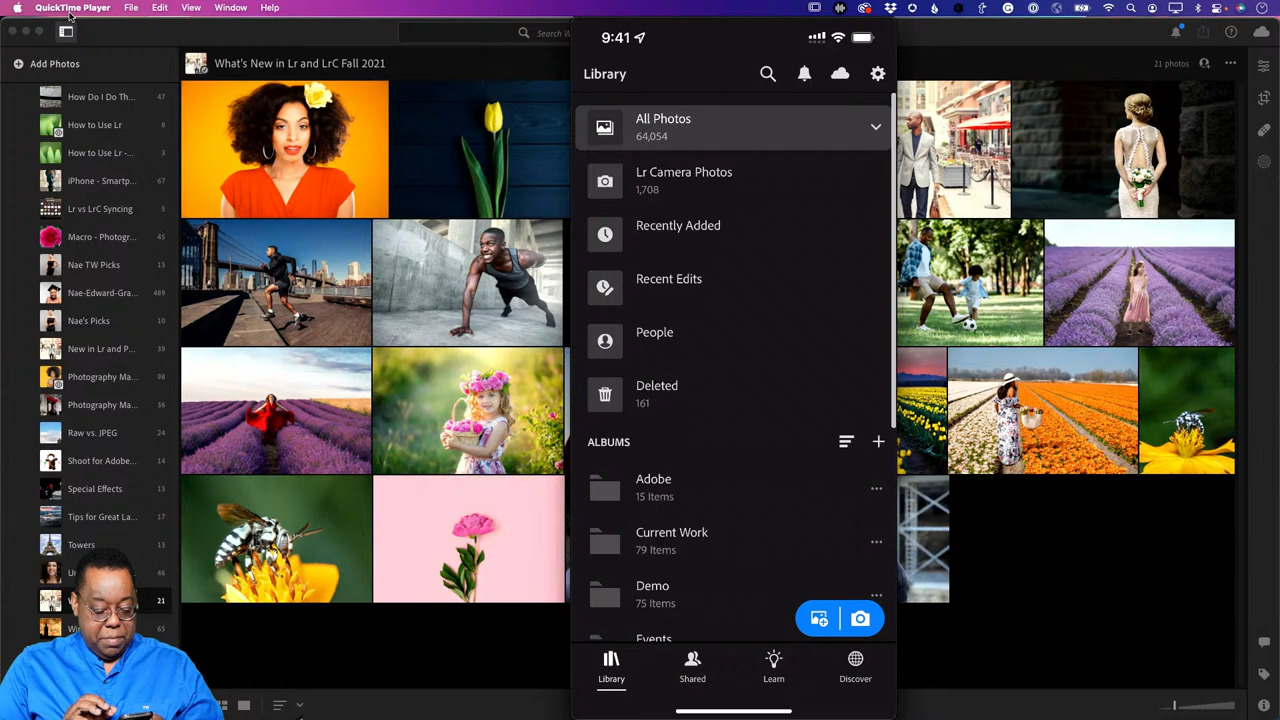 QuickTime Player File Edit View Window Help
Search
Add Photos
What's New in Lr and LrC Fall 2021
21 photos
How Do I Do Th... 47
How to Use Lr 8
How to Use Lr -... 3
iPhone - Smartp... 67
Lr vs LrC Syncing 5
Macro - Photogr... 45
Nae TW Picks 13
Nae-Edward-Gra... 489
Nae's Picks 10
New in Lr and P... 39
Photography Ma... 98
Photography Ma... 36
Raw vs. JPEG 24
Shoot for Adobe... 13
Special Effects 10
Tips for Great La... 17
Towers 13
46
21
65
9:41
Library
All Photos
64,054
Lr Camera Photos
1,708
Recently Added
Recent Edits
People
Deleted
161
ALBUMS
Adobe
15 Items
Current Work
79 Items
Demo
75 Items
Events
Library Shared Learn Discover